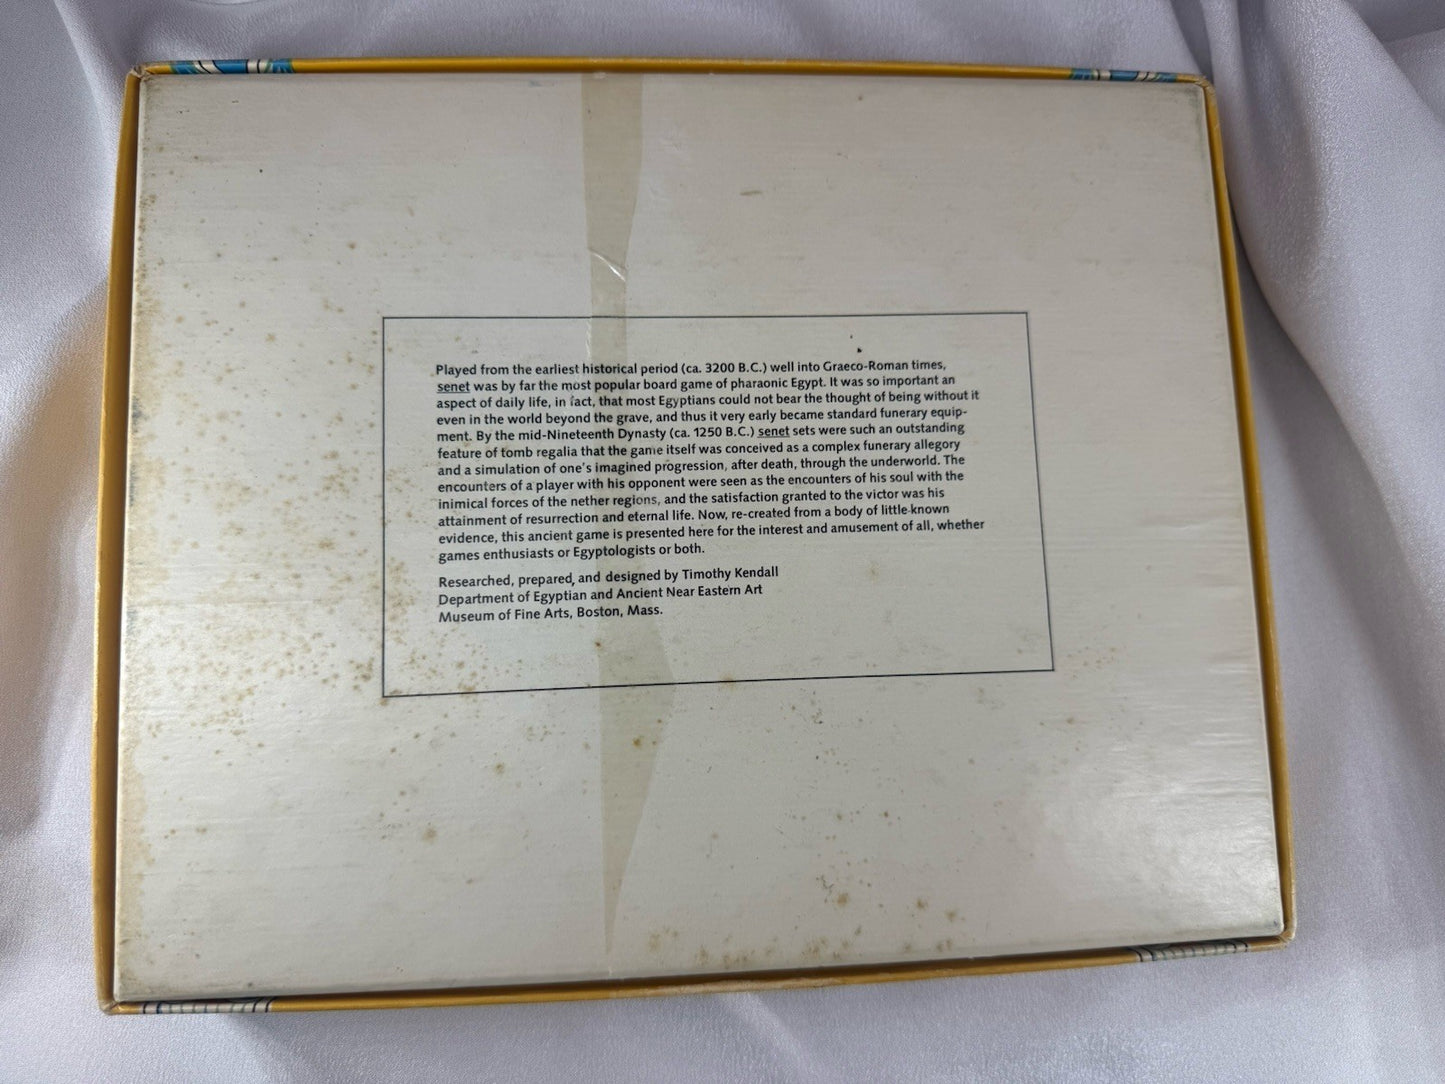 Played from the earliest historical period (ca. 3200 B.C.) well into Graeco-Roman times,
senet was by far the most popular board game of pharaonic Egypt. It was so important an
aspect of daily life, in fact, that most Egyptians could not bear the thought of being without it
even in the world beyond the grave, and thus it very early became standard funerary equip-
ment. By the mid-Nineteenth Dynasty (ca. 1250 B.C.) senet sets were such an outstanding
feature of tomb regalia that the game itself was conceived as a complex funerary allegory
and a simulation of one's imagined progression, after death, through the underworld. The
encounters of a player with his opponent were seen as the encounters of his soul with the
inimical forces of the nether regions, and the satisfaction granted to the victor was his
attainment of resurrection and eternal life. Now, re-created from a body of little-known
evidence, this ancient game is presented here for the interest and amusement of all, whether
games enthusiasts or Egyptologists or both.
Researched, prepared, and designed by Timothy Kendall
Department of Egyptian and Ancient Near Eastern Art
Museum of Fine Arts, Boston, Mass.